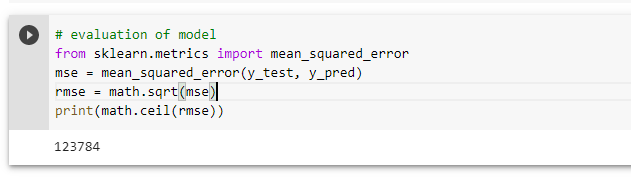 # evaluation of model
from sklearn.metrics import mean_squared_error
mse = mean_squared_error(y_test, y_pred)
rmse = math.sqrt(mse)
print(math.ceil(rmse))
123784